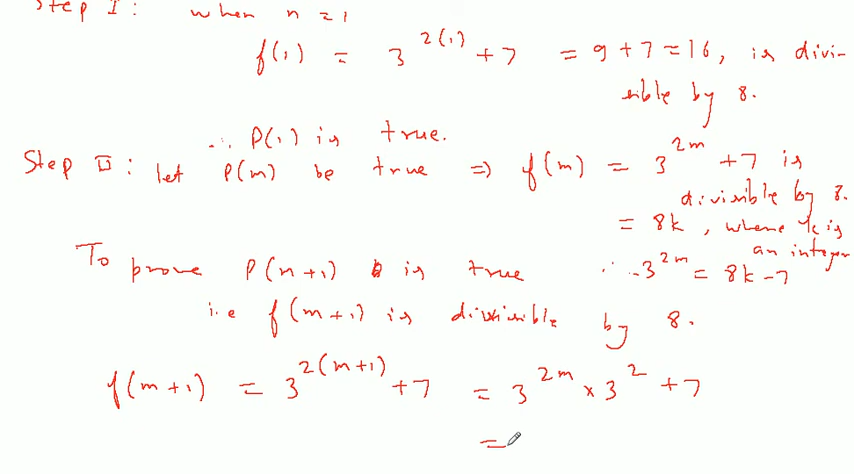 Step I : when n = 1
f(1) = 3^{2(1)} + 7 = 9 + 7 = 16, is divi-
sible by 8.
∴ P(1) is true.
Step II : let P(m) be true ⇒ f(m) = 3^{2m} + 7 is
divisible by 8.
= 8k, where k is
an integer
To prove P(m+1) is true ∴ 3^{2m} = 8k - 7
i.e f(m+1) is divisible by 8.
f(m+1) = 3^{2(m+1)} + 7 = 3^{2m} × 3^2 + 7
=